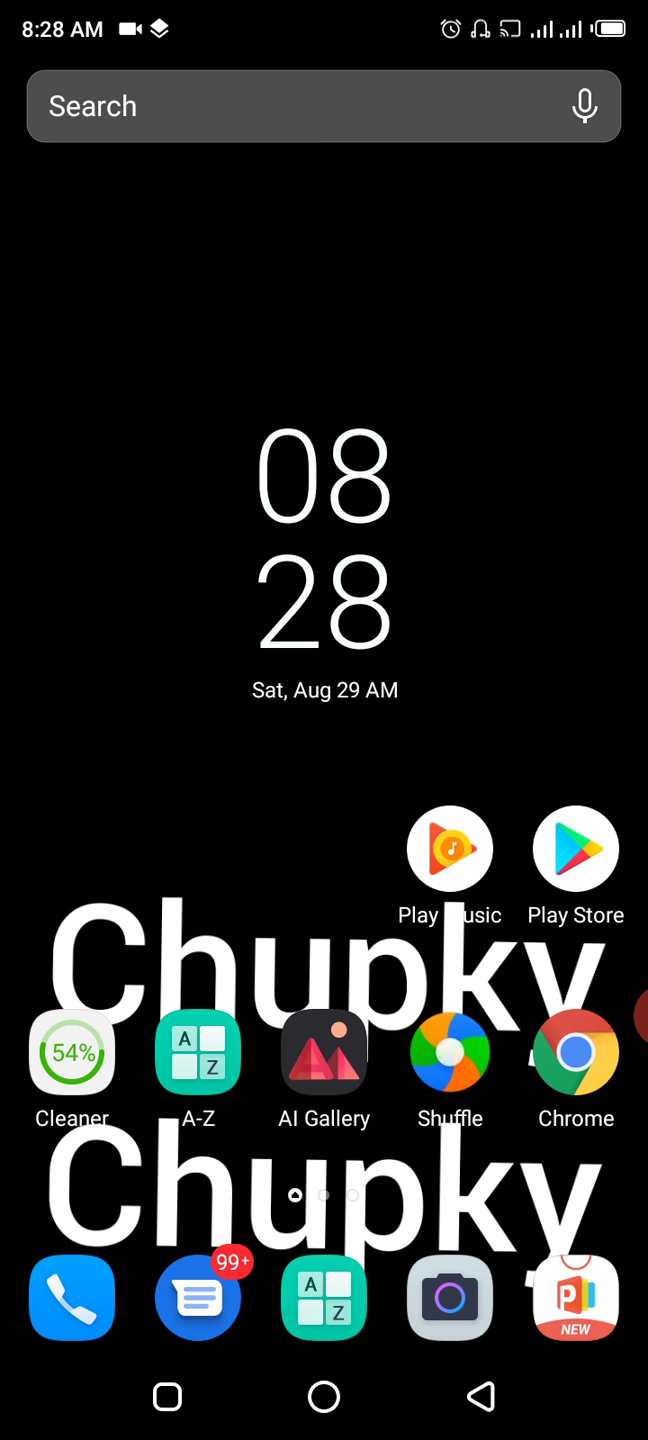 8:28 AM
Search
08
28
Sat, Aug 29 AM
Play Music
Play Store
Chupky
54%
A
Z
Cleaner
A-Z
AI Gallery
Shuffle
Chrome
Chupky
99+
A
Z
P
NEW